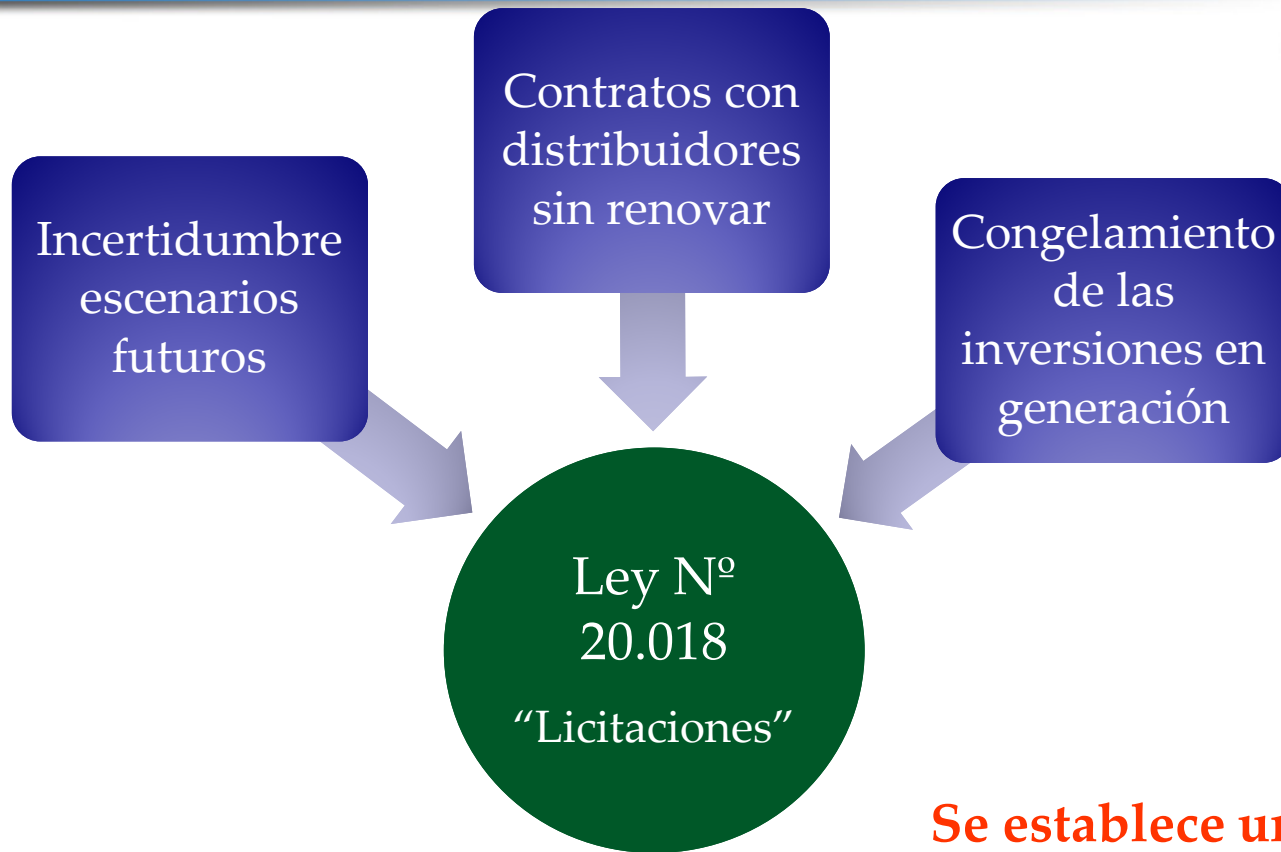 Contratos con
distribuidores
sin renovar
Incertidumbre
escenarios
futuros
Congelamiento
de las
inversiones en
generación
Ley Nº
20.018
“Licitaciones”
Se establece un